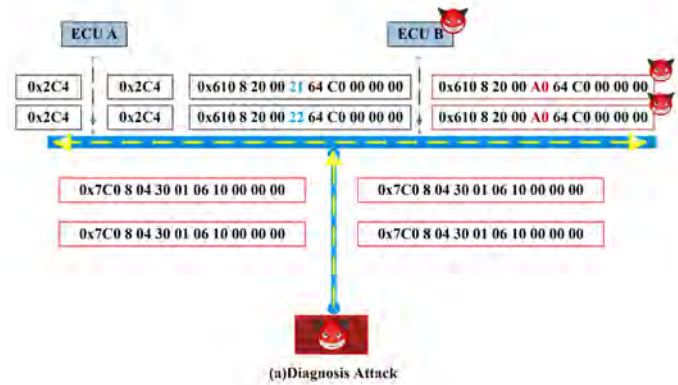 ECU A ECU B
0x2C4 0x2C4 0x610 8 20 00 21 64 C0 00 00 00 0x610 8 20 00 A0 64 C0 00 00 00
0x2C4 0x2C4 0x610 8 20 00 22 64 C0 00 00 00 0x610 8 20 00 A0 64 C0 00 00 00
0x7C0 8 04 30 01 06 10 00 00 00 0x7C0 8 04 30 01 06 10 00 00 00
0x7C0 8 04 30 01 06 10 00 00 00 0x7C0 8 04 30 01 06 10 00 00 00
(a)Diagnosis Attack